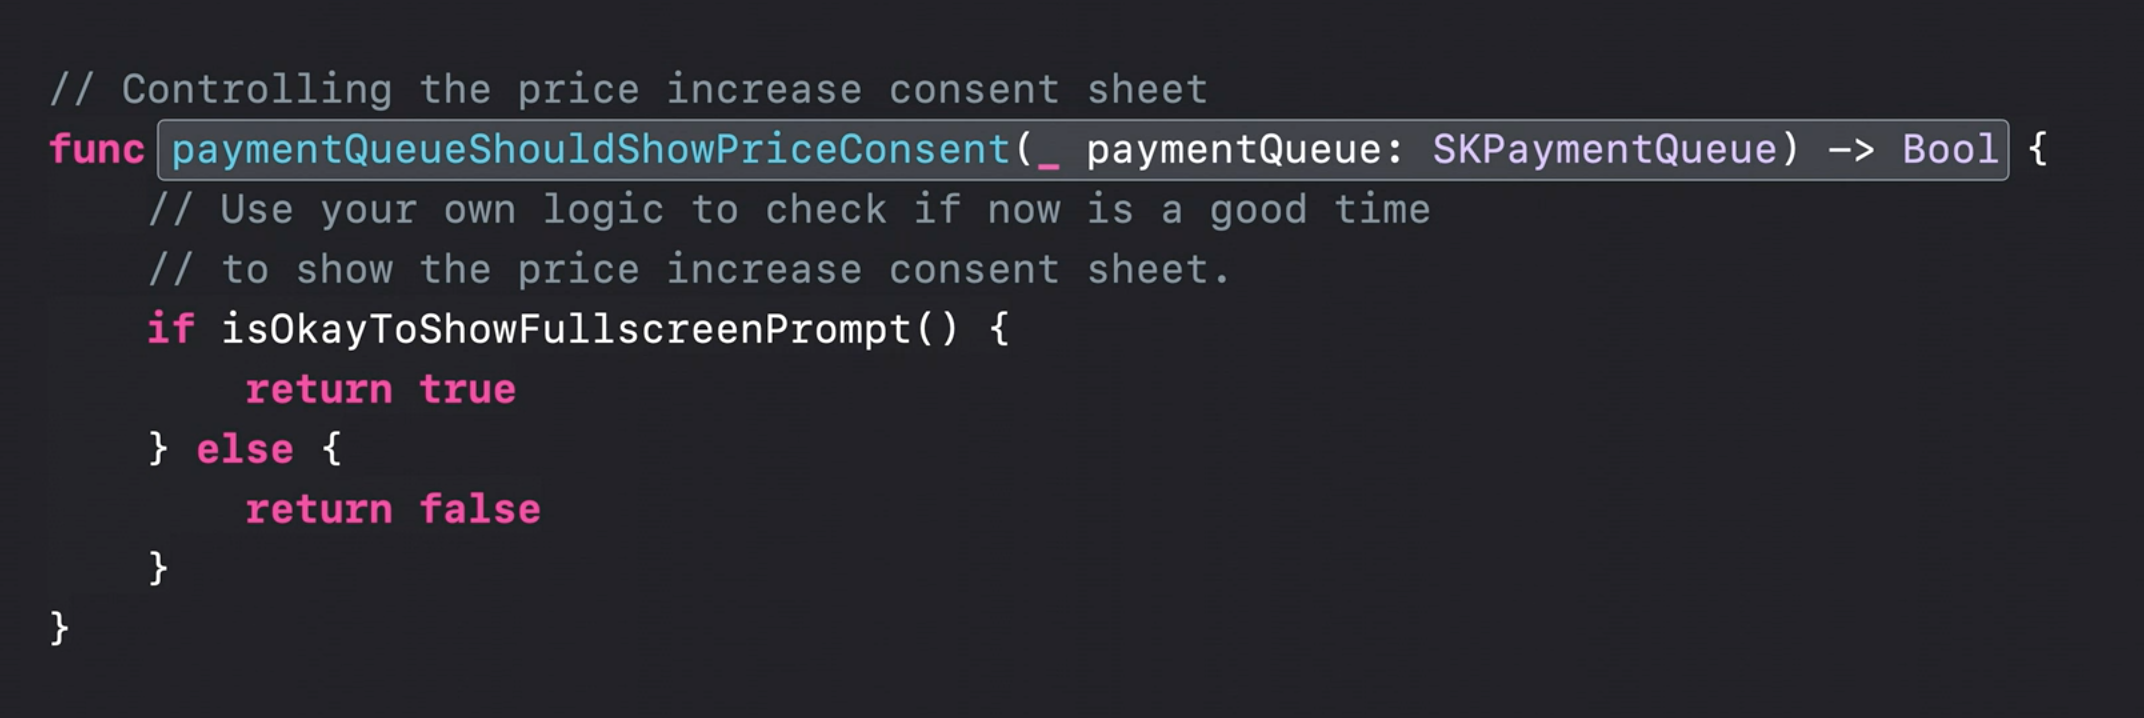 // Controlling the price increase consent sheet
func paymentQueueShouldShowPriceConsent(_ paymentQueue: SKPaymentQueue) -> Bool {
    // Use your own logic to check if now is a good time
    // to show the price increase consent sheet.
    if isOkayToShowFullscreenPrompt() {
        return true
    } else {
        return false
    }
}